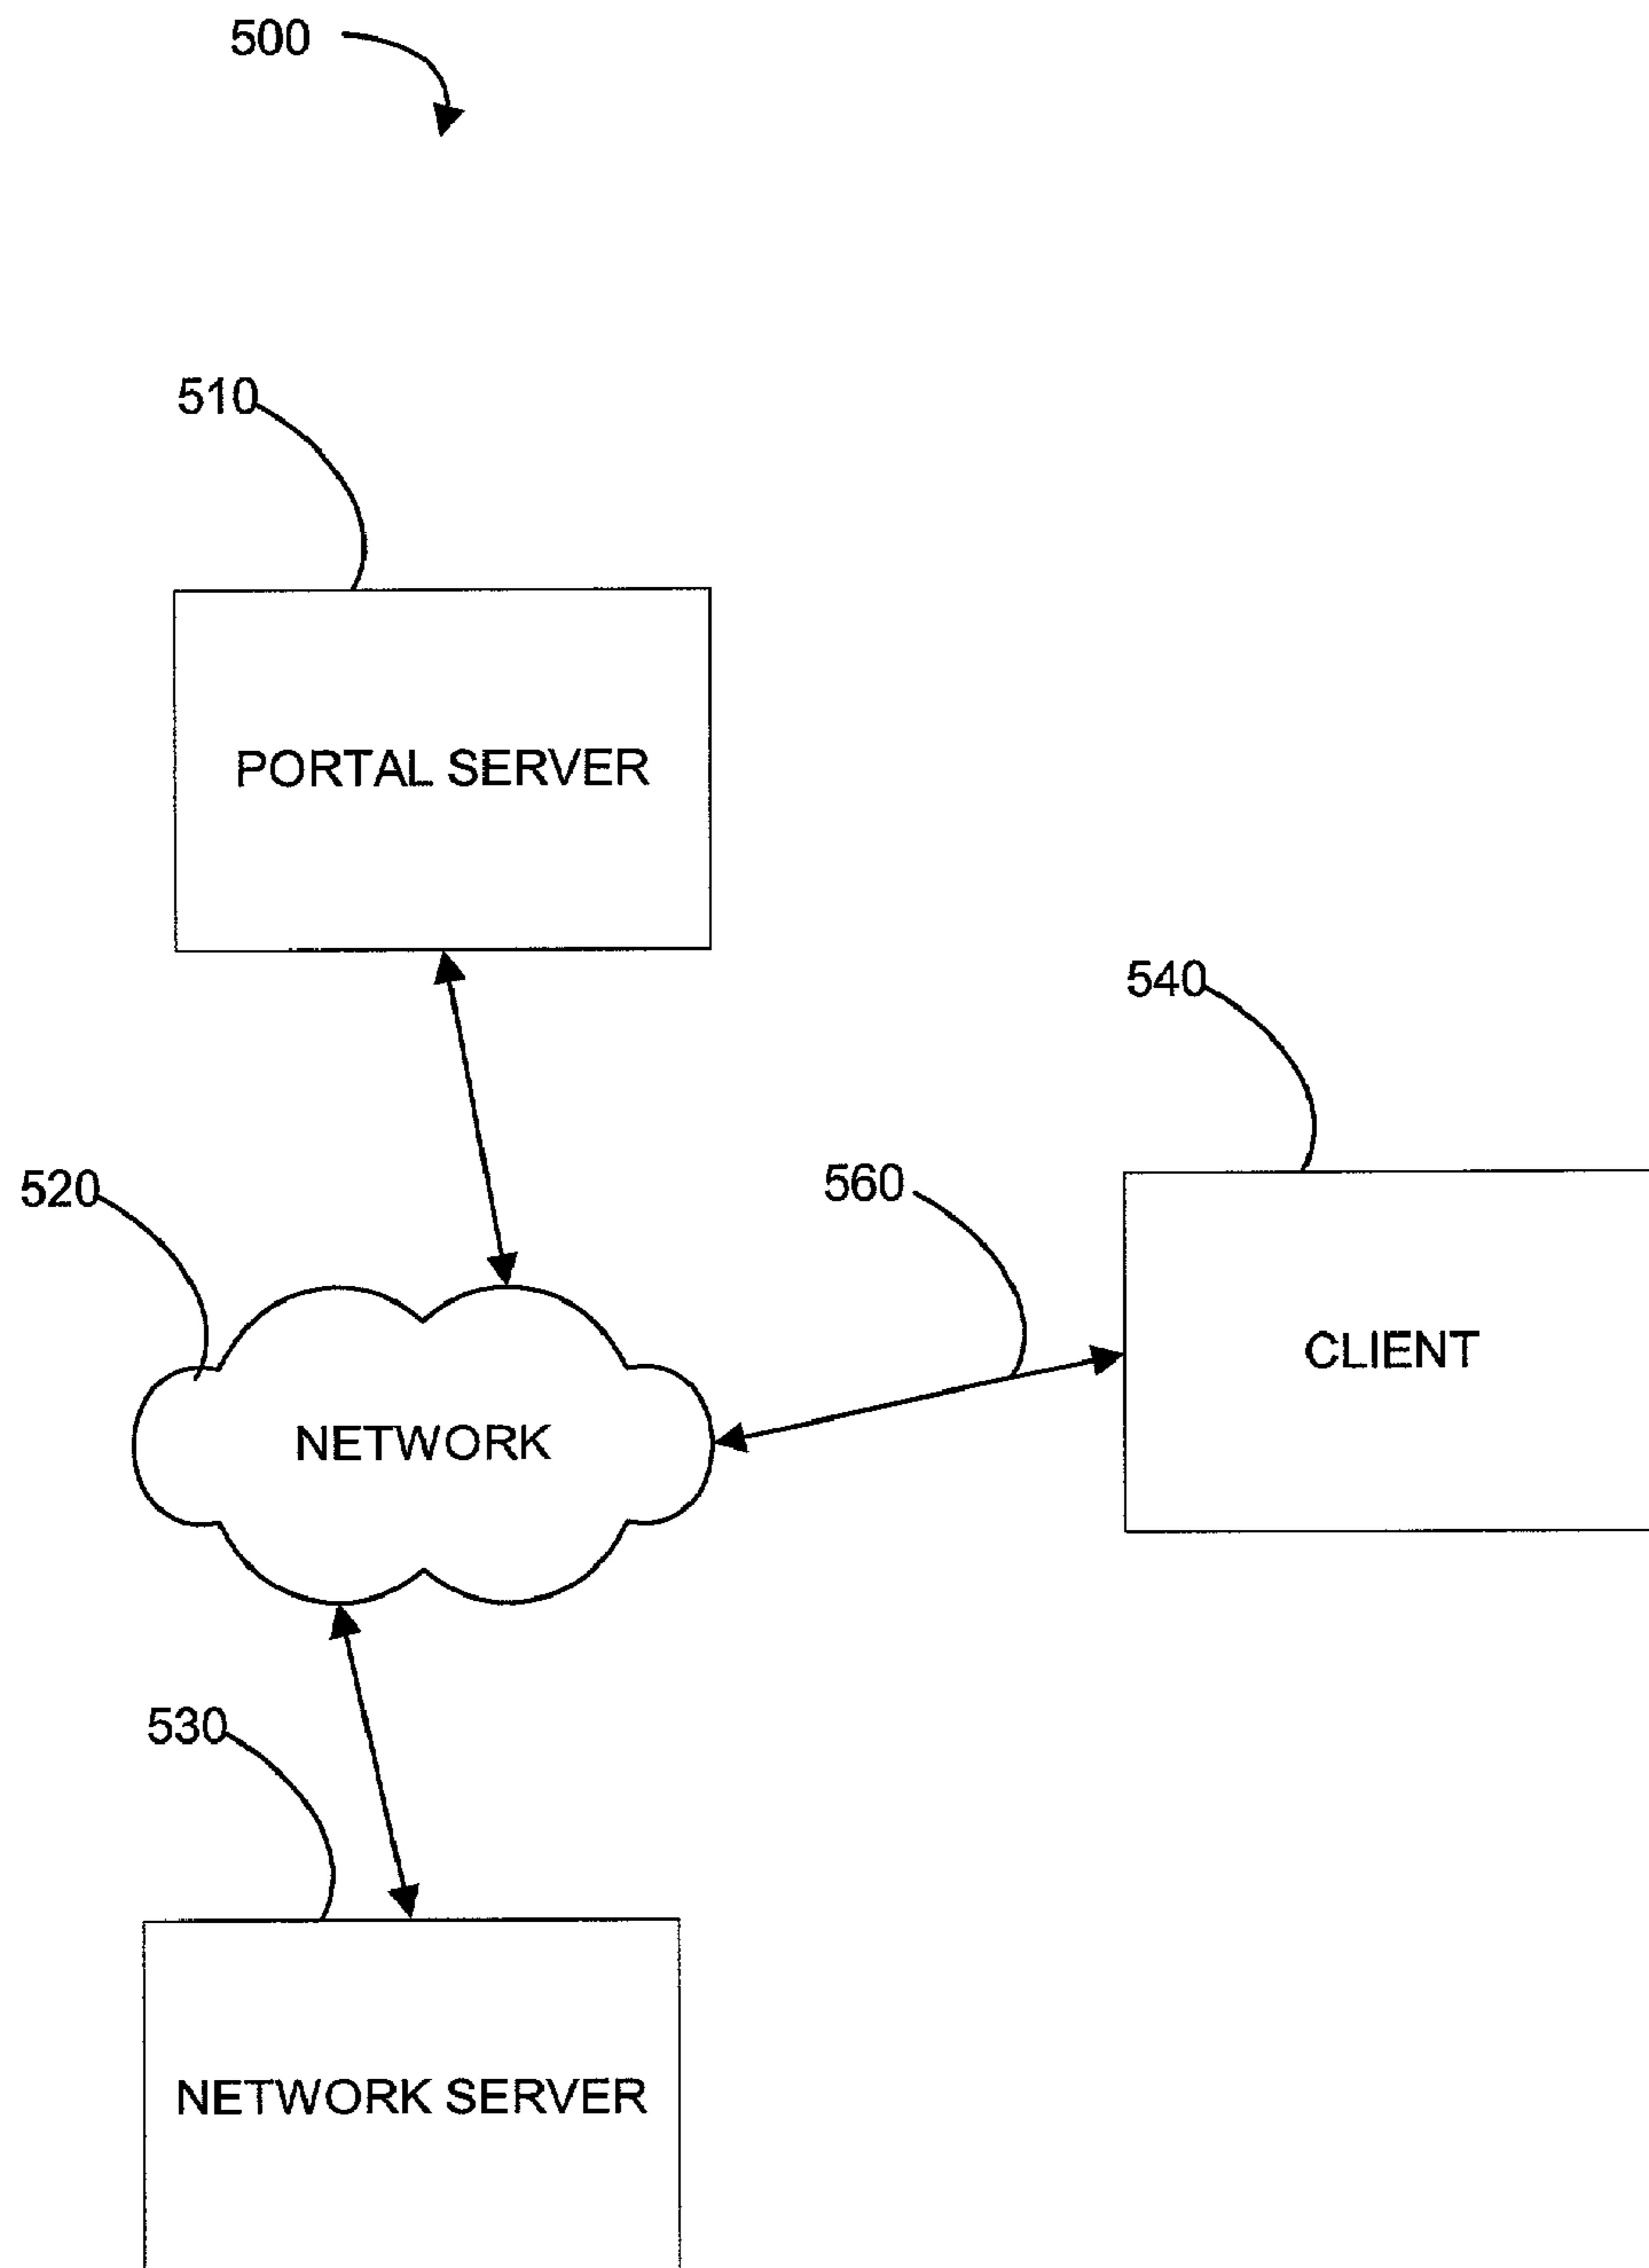 500
510
PORTAL SERVER
540
520
560
CLIENT
NETWORK
530
NETWORK SERVER